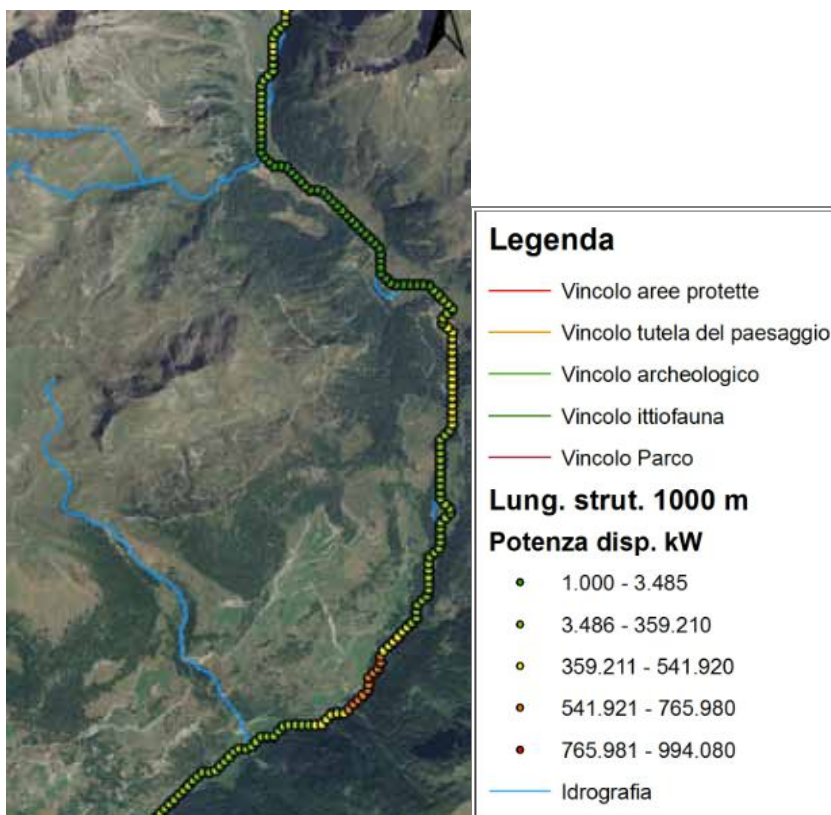 Legenda
Vincolo aree protette
Vincolo tutela del paesaggio
Vincolo archeologico
Vincolo ittiofauna
Vincolo Parco
Lung. strut. 1000 m
Potenza disp. kW
1.000 - 3.485
3.486 - 359.210
359.211 - 541.920
541.921 - 765.980
765.981 - 994.080
Idrografia